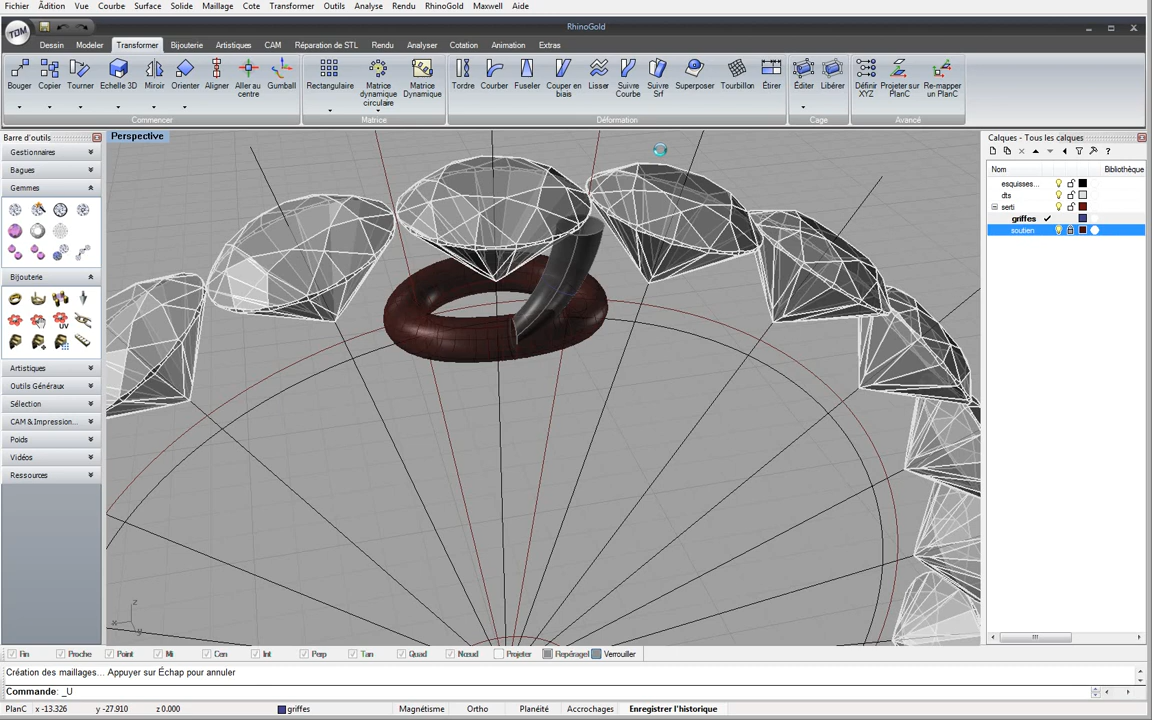 Fichier Âdition Vue Courbe Surface Solide Maillage Cote Transformer Outils Analyse Rendu RhinoGold Maxwell Aide
TDM
RhinoGold
Dessin Modeler Transformer Bijouterie Artistiques CAM Réparation de STL Rendu Analyser Cotation Animation Extras
Bouger Copier Tourner Echelle 3D Miroir Orienter Aligner Aller au centre Gumball Rectangulaire Matrice dynamique circulaire Matrice Dynamique Tordre Courber Fuseler Couper en biais Lisser Suivre Courbe Suivre Srf Superposer Tourbillon Étirer Éditer Libérer Définir XYZ Projeter sur PlanC Re-mapper un PlanC
Commencer Matrice Déformation Cage Avancé
Barre d'outils
Perspective
Calques - Tous les calques
Gestionnaires
Bagues
Gemmes
Bijouterie
UV
Artistiques
Outils Généraux
Sélection
CAM & Impression...
Poids
Vidéos
Ressources
Nom Bibliothèque
esquisses...
dts
serti
griffes
soutien
z
x
y
Fin Proche Point Mi Cen Int Perp Tan Quad Nœud Projeter Repéragel Verrouiller
Création des maillages... Appuyer sur Échap pour annuler
Commande: _U
PlanC x -13.326 y -27.910 z 0.000 griffes Magnétisme Ortho Planéité Accrochages Enregistrer l'historique